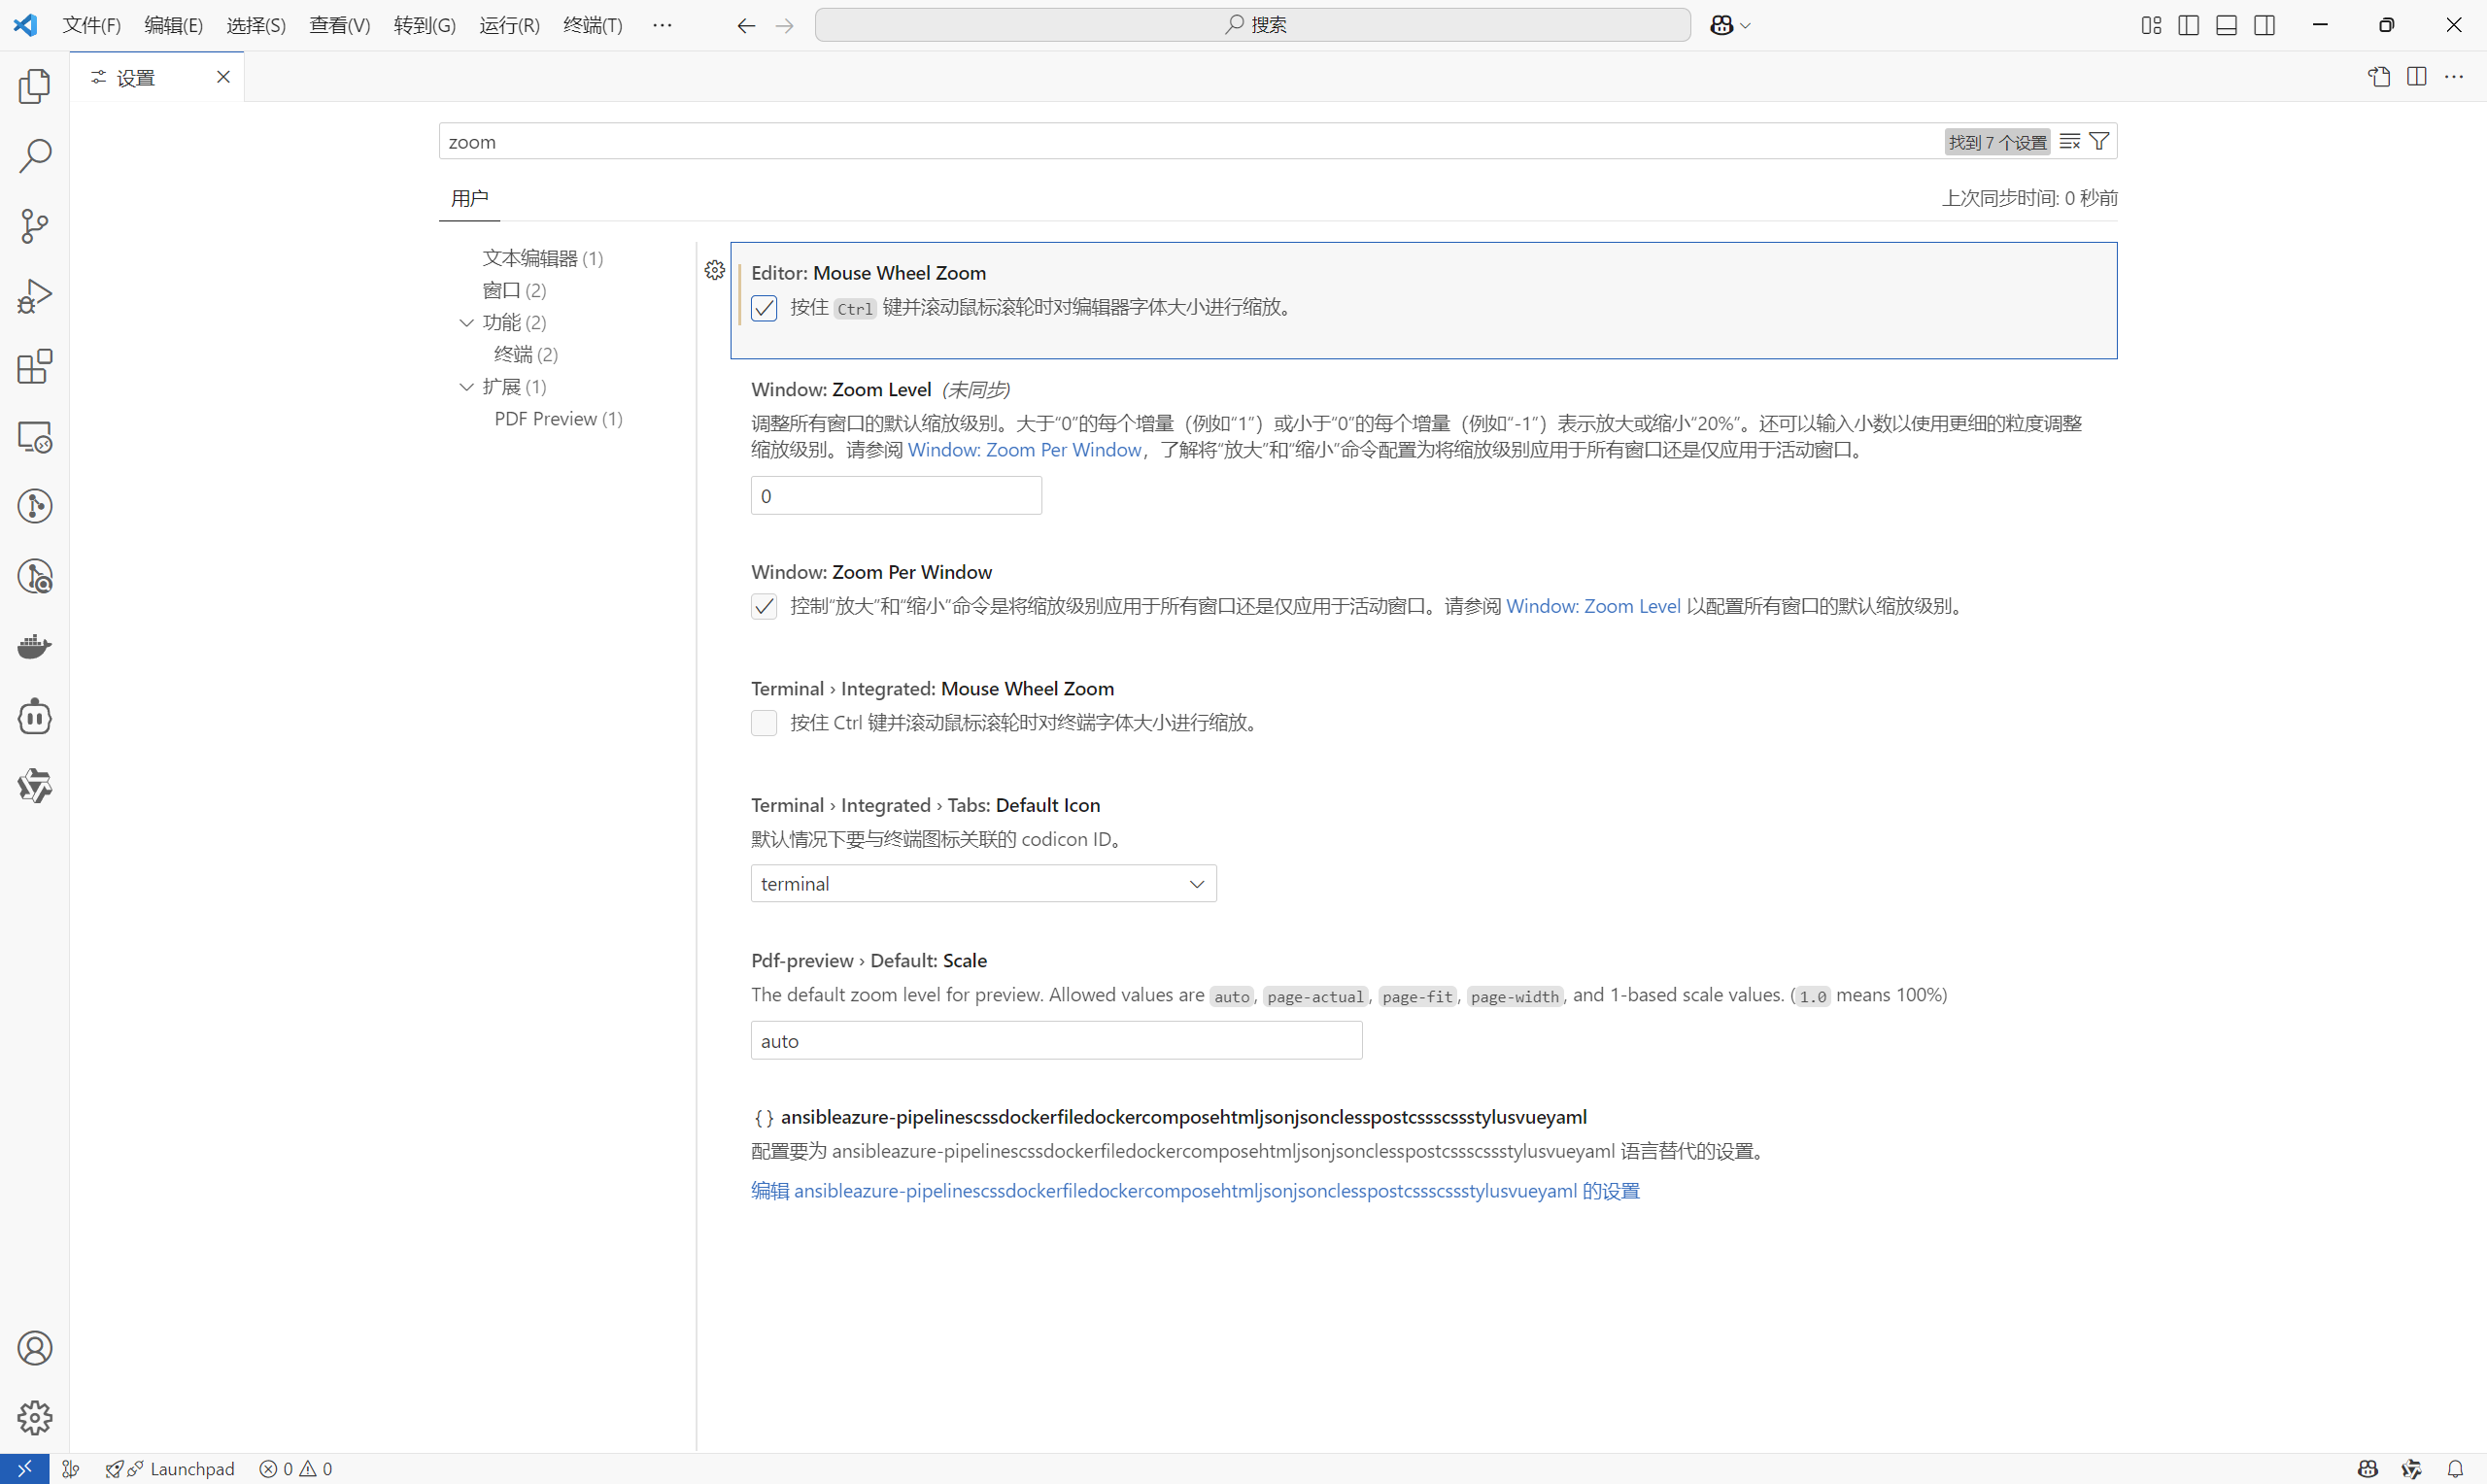 文件(F) 编辑(E) 选择(S) 查看(V) 转到(G) 运行(R) 终端(T) ··· 搜索
设置
zoom 找到 7 个设置
用户 上次同步时间: 0 秒前
文本编辑器 (1)
窗口 (2)
功能 (2)
终端 (2)
扩展 (1)
PDF Preview (1)
Editor: Mouse Wheel Zoom
按住 Ctrl 键并滚动鼠标滚轮时对编辑器字体大小进行缩放。
Window: Zoom Level (未同步)
调整所有窗口的默认缩放级别。大于“0”的每个增量（例如“1”）或小于“0”的每个增量（例如“-1”）表示放大或缩小“20%”。还可以输入小数以使用更细的粒度调整
缩放级别。请参阅 Window: Zoom Per Window，了解将“放大”和“缩小”命令配置为将缩放级别应用于所有窗口还是仅应用于活动窗口。
0
Window: Zoom Per Window
控制“放大”和“缩小”命令是将缩放级别应用于所有窗口还是仅应用于活动窗口。请参阅 Window: Zoom Level 以配置所有窗口的默认缩放级别。
Terminal › Integrated: Mouse Wheel Zoom
按住 Ctrl 键并滚动鼠标滚轮时对终端字体大小进行缩放。
Terminal › Integrated › Tabs: Default Icon
默认情况下要与终端图标关联的 codicon ID。
terminal
Pdf-preview › Default: Scale
The default zoom level for preview. Allowed values are auto, page-actual, page-fit, page-width, and 1-based scale values. (1.0 means 100%)
auto
{} ansibleazure-pipelinescssdockerfiledockercomposehtmljsonjsonclesspostcssscssstylusvueyaml
配置要为 ansibleazure-pipelinescssdockerfiledockercomposehtmljsonjsonclesspostcssscssstylusvueyaml 语言替代的设置。
编辑 ansibleazure-pipelinescssdockerfiledockercomposehtmljsonjsonclesspostcssscssstylusvueyaml 的设置
Launchpad 0 0